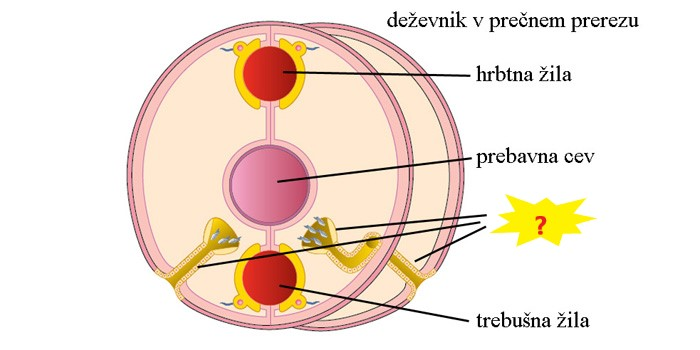 deževnik v prečnem prerezu
hrbtna žila
prebavna cev
?
trebušna žila